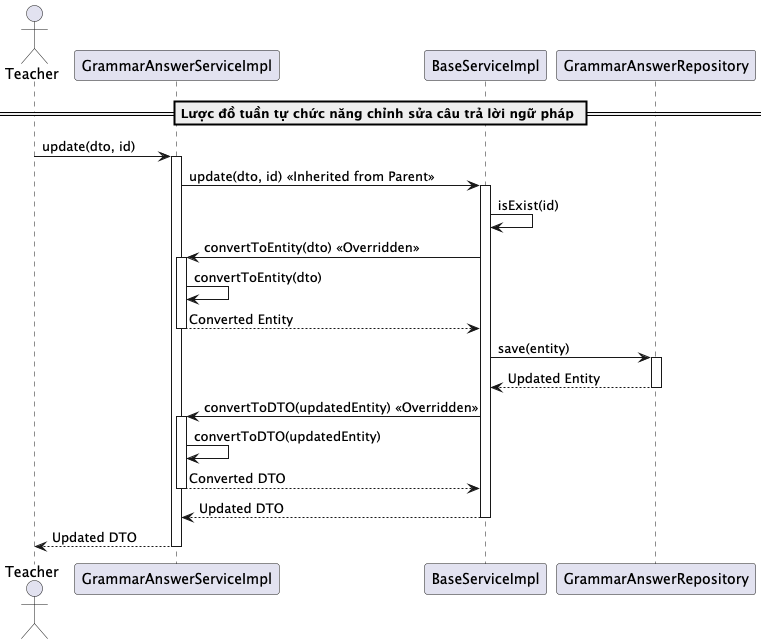 Teacher
GrammarAnswerServiceImpl
BaseServiceImpl
GrammarAnswerRepository
Lược đồ tuần tự chức năng chỉnh sửa câu trả lời ngữ pháp
update(dto, id)
update(dto, id) «Inherited from Parent»
isExist(id)
convertToEntity(dto) «Overridden»
convertToEntity(dto)
Converted Entity
save(entity)
Updated Entity
convertToDTO(updatedEntity) «Overridden»
convertToDTO(updatedEntity)
Converted DTO
Updated DTO
Updated DTO
Teacher
GrammarAnswerServiceImpl
BaseServiceImpl
GrammarAnswerRepository